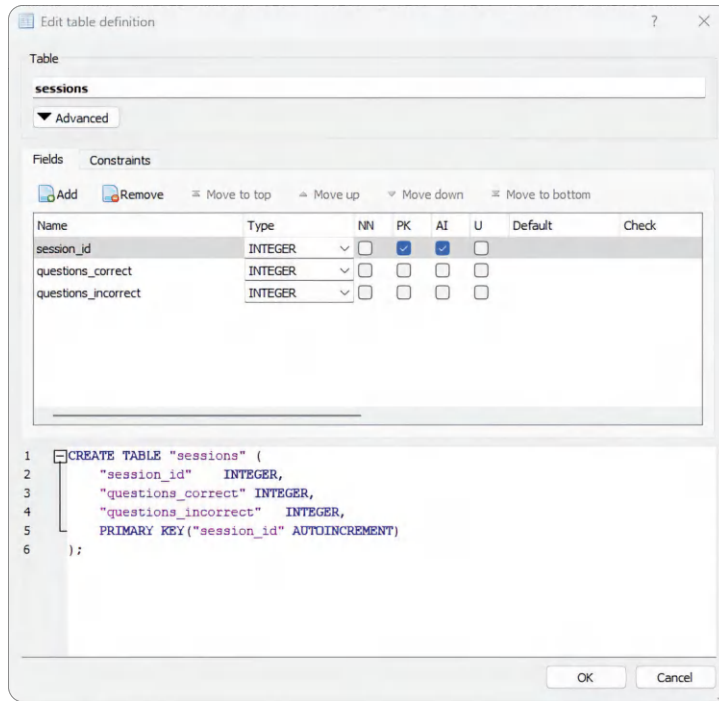 Edit table definition ? ×
Table
sessions
Advanced
Fields Constraints
Add Remove Move to top Move up Move down Move to bottom
Name Type NN PK AI U Default Check
session_id INTEGER
questions_correct INTEGER
questions_incorrect INTEGER
1 CREATE TABLE "sessions" (
2 "session_id" INTEGER,
3 "questions_correct" INTEGER,
4 "questions_incorrect" INTEGER,
5 PRIMARY KEY("session_id" AUTOINCREMENT)
6 );
OK Cancel